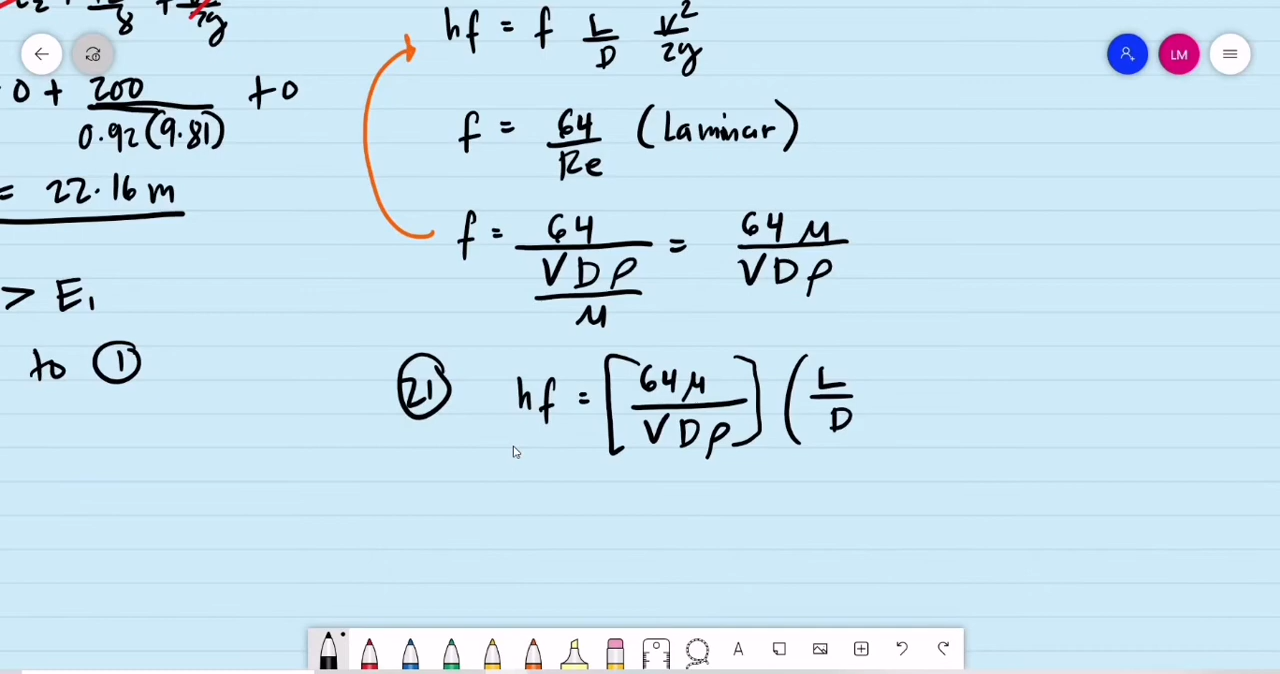 hf = f L/D V²/2g
0 + 200/0.92(9.81) + 0
f = 64/Re (Laminar)
= 22.16 m
f = 64/(VDρ/μ) = 64μ/VDρ
> E₁
to ①
㉑ hf = [64μ/VDρ] (L/D
LM
A